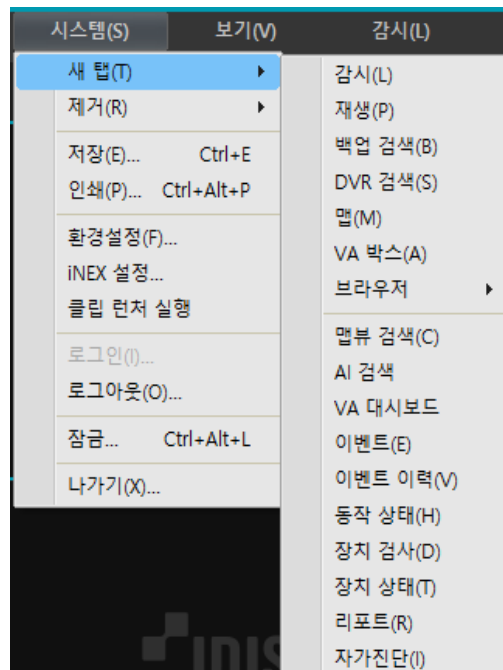 시스템(S) 보기(V) 감시(L)
새 탭(T)
제거(R)
저장(E)... Ctrl+E
인쇄(P)... Ctrl+Alt+P
환경설정(F)...
iNEX 설정...
클립 런처 실행
로그인(I)...
로그아웃(O)...
잠금... Ctrl+Alt+L
나가기(X)...
감시(L)
재생(P)
백업 검색(B)
DVR 검색(S)
맵(M)
VA 박스(A)
브라우저
맵뷰 검색(C)
AI 검색
VA 대시보드
이벤트(E)
이벤트 이력(V)
동작 상태(H)
장치 검사(D)
장치 상태(T)
리포트(R)
자가진단(I)